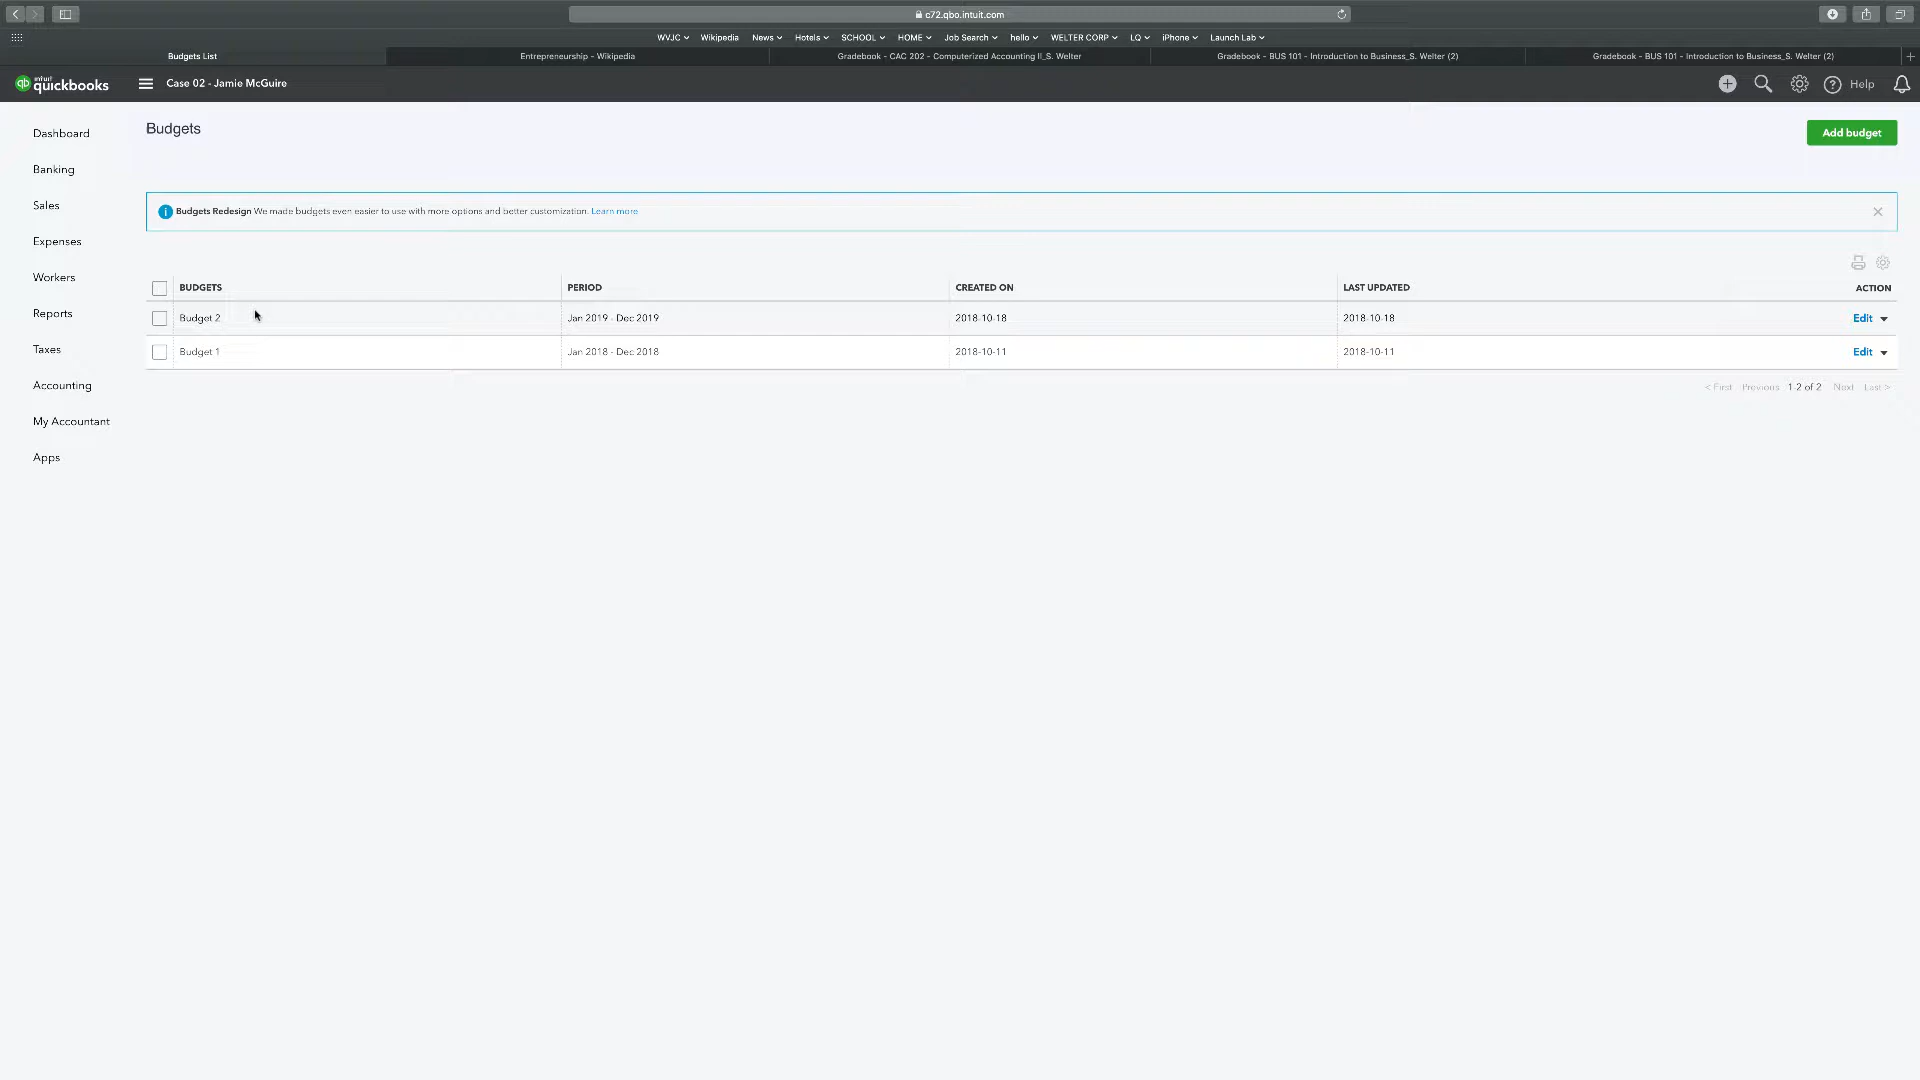 c72.qbo.intuit.com
WVJC Wikipedia News Hotels SCHOOL HOME Job Search hello WELTER CORP LQ iPhone Launch Lab
Budgets List Entrepreneurship - Wikipedia Gradebook - CAC 202 - Computerized Accounting II_S. Welter Gradebook - BUS 101 - Introduction to Business_S. Welter (2) Gradebook - BUS 101 - Introduction to Business_S. Welter (2)
qb intuit quickbooks Case 02 - Jamie McGuire Help
Dashboard
Banking
Sales
Expenses
Workers
Reports
Taxes
Accounting
My Accountant
Apps
Budgets
Add budget
Budgets Redesign We made budgets even easier to use with more options and better customization. Learn more
BUDGETS PERIOD CREATED ON LAST UPDATED ACTION
Budget 2 Jan 2019 - Dec 2019 2018-10-18 2018-10-18 Edit
Budget 1 Jan 2018 - Dec 2018 2018-10-11 2018-10-11 Edit
< First Previous 1-2 of 2 Next Last >